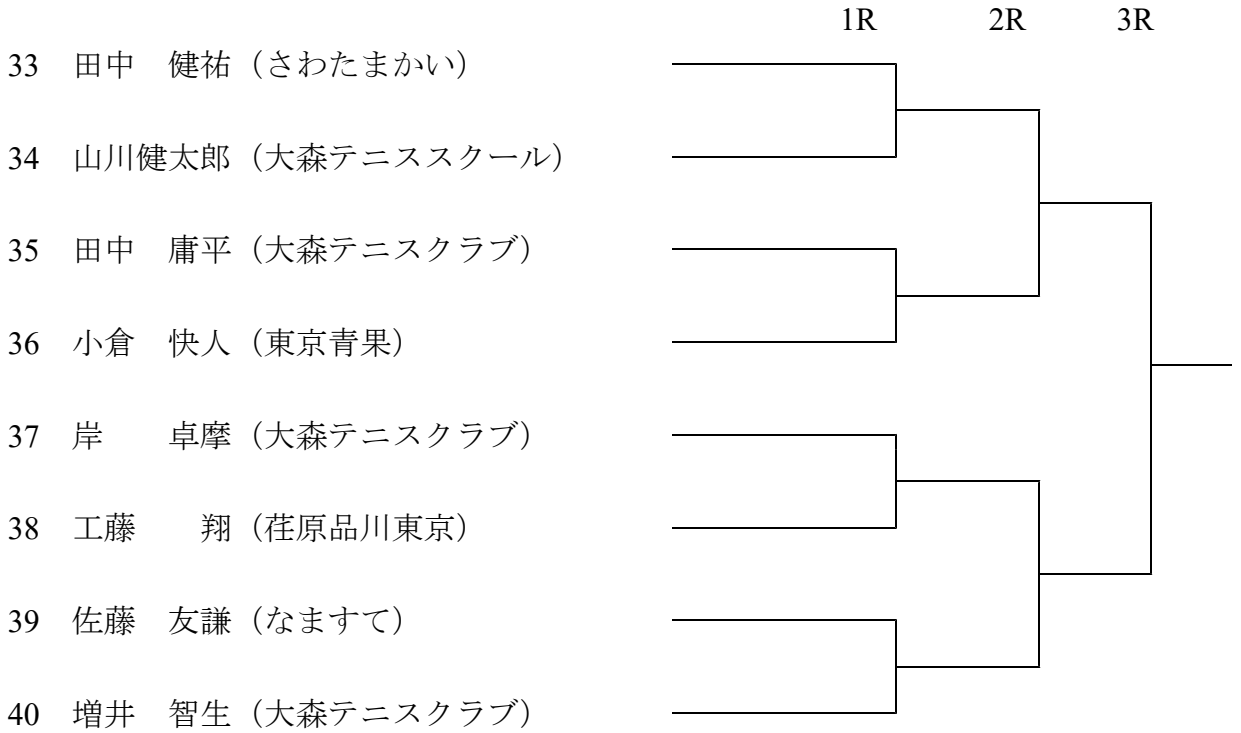 1R 2R 3R
33 田中 健祐（さわたまかい）
34 山川健太郎（大森テニススクール）
35 田中 庸平（大森テニスクラブ）
36 小倉 快人（東京青果）
37 岸 卓摩（大森テニスクラブ）
38 工藤 翔（荏原品川東京）
39 佐藤 友謙（なますて）
40 増井 智生（大森テニスクラブ）